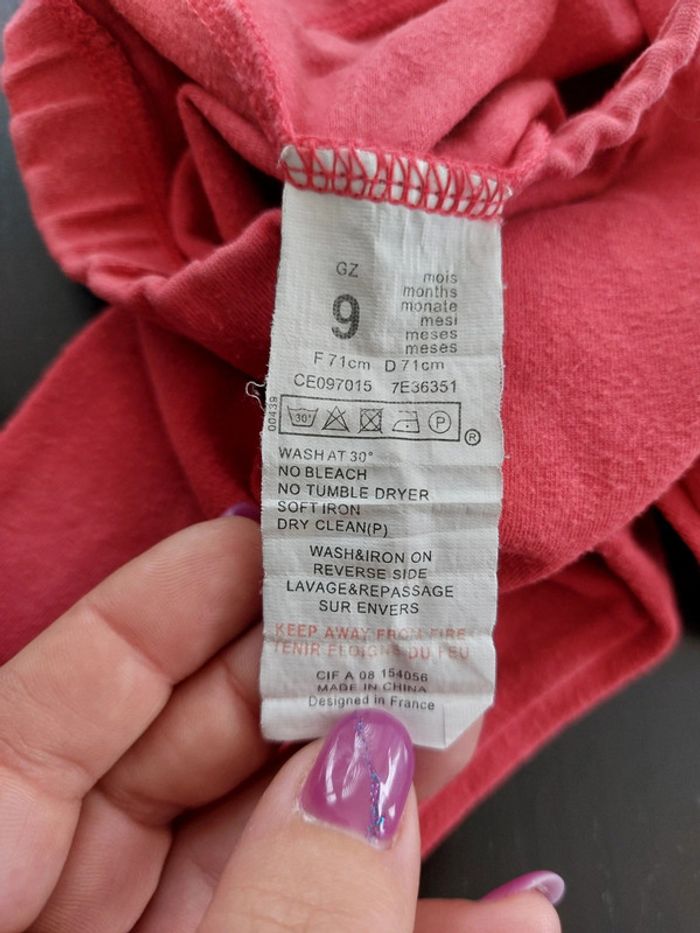 GZ
9
mois
months
monate
mesi
meses
meses
F 71cm D 71cm
CE097015 7E36351
00439
30°
P
®
WASH AT 30°
NO BLEACH
NO TUMBLE DRYER
SOFT IRON
DRY CLEAN(P)
WASH&IRON ON
REVERSE SIDE
LAVAGE&REPASSAGE
SUR ENVERS
KEEP AWAY FROM FIRE
TENIR ELOIGNE DU FEU
CIF A 08 154056
MADE IN CHINA
Designed in France